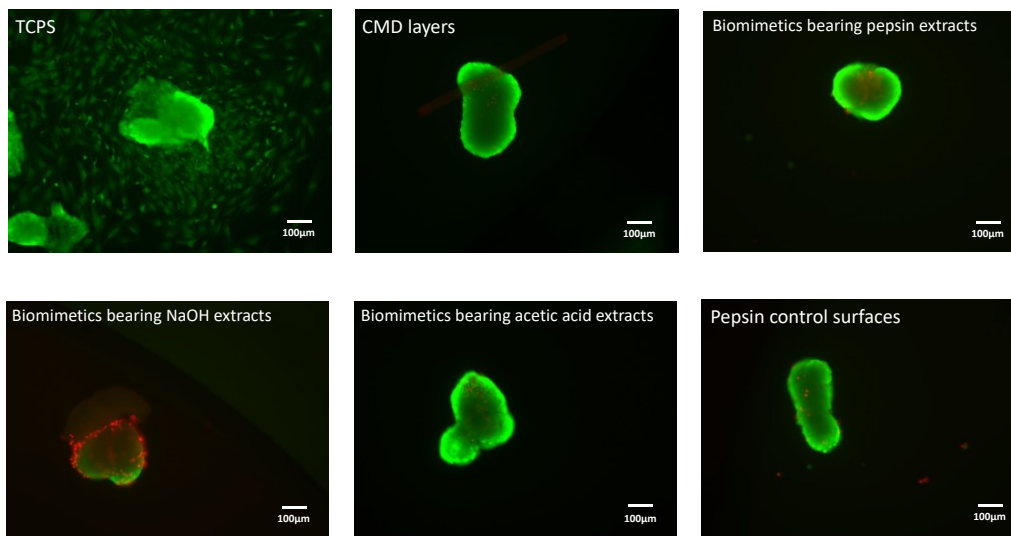 TCPS
100µm
CMD layers
100µm
Biomimetics bearing pepsin extracts
100µm
Biomimetics bearing NaOH extracts
100µm
Biomimetics bearing acetic acid extracts
100µm
Pepsin control surfaces
100µm